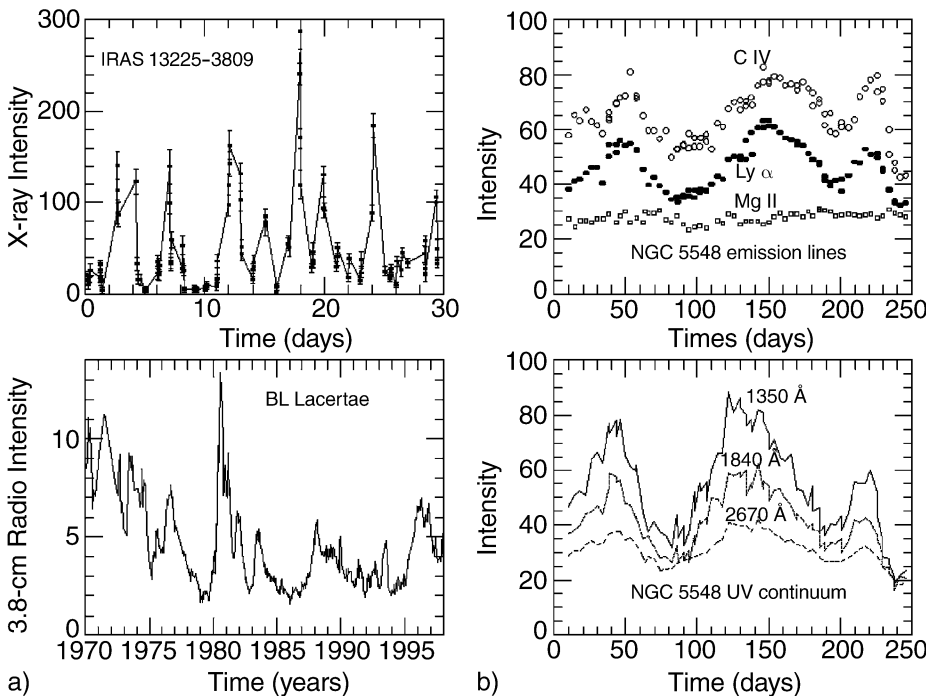 300
200
100
0
X-ray Intensity
IRAS 13225–3809
0 10 20 30
Time (days)
100
80
60
40
20
0
Intensity
C IV
Ly α
Mg II
NGC 5548 emission lines
0 50 100 150 200 250
Times (days)
10
5
0
3.8-cm Radio Intensity
BL Lacertae
1970 1975 1980 1985 1990 1995
Time (years)
a)
100
80
60
40
20
0
Intensity
1350 Å
1840 Å
2670 Å
NGC 5548 UV continuum
0 50 100 150 200 250
Time (days)
b)